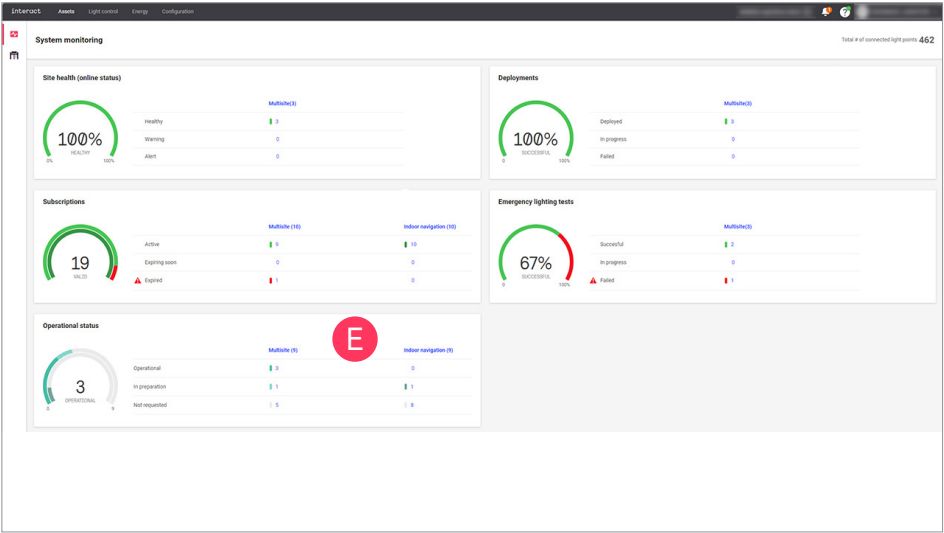 interact Assets Light control Energy Configuration
?
System monitoring
Total # of connected light points 462
Site health (online status)
Multisite(3)
Healthy 3
Warning 0
Alert 0
100%
HEALTHY
0% 100%
Deployments
Multisite(3)
Deployed 3
In progress 0
Failed 0
100%
SUCCESSFUL
0 100%
Subscriptions
Multisite (10) Indoor navigation (10)
Active 9 10
Expiring soon 0 0
Expired 1 0
19
VALID
Emergency lighting tests
Multisite(3)
Succesful 2
In progress 0
Failed 1
67%
SUCCESSFUL
0 100%
Operational status
E
Multisite (9) Indoor navigation (9)
Operational 3 0
In preparation 1 1
Not requested 5 8
3
OPERATIONAL
0 9